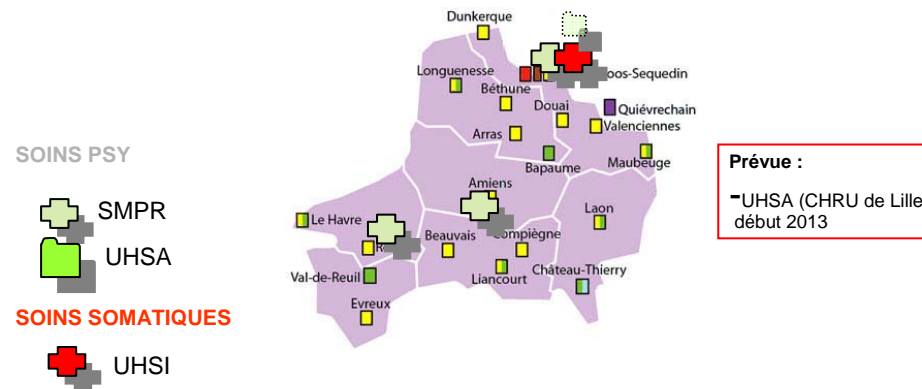 Dunkerque
Longuenesse
oos-Sequedin
Béthune
Douai
Quiévrechain
Valenciennes
Arras
Maubeuge
Bapaume
SOINS PSY
SMPR
UHSA
SOINS SOMATIQUES
UHSI
Amiens
Le Havre
Laon
R
Beauvais
ompiègne
Val-de-Reuil
Liancourt
Château-Thierry
Evreux
Prévue :
-UHSA (CHRU de Lille
début 2013